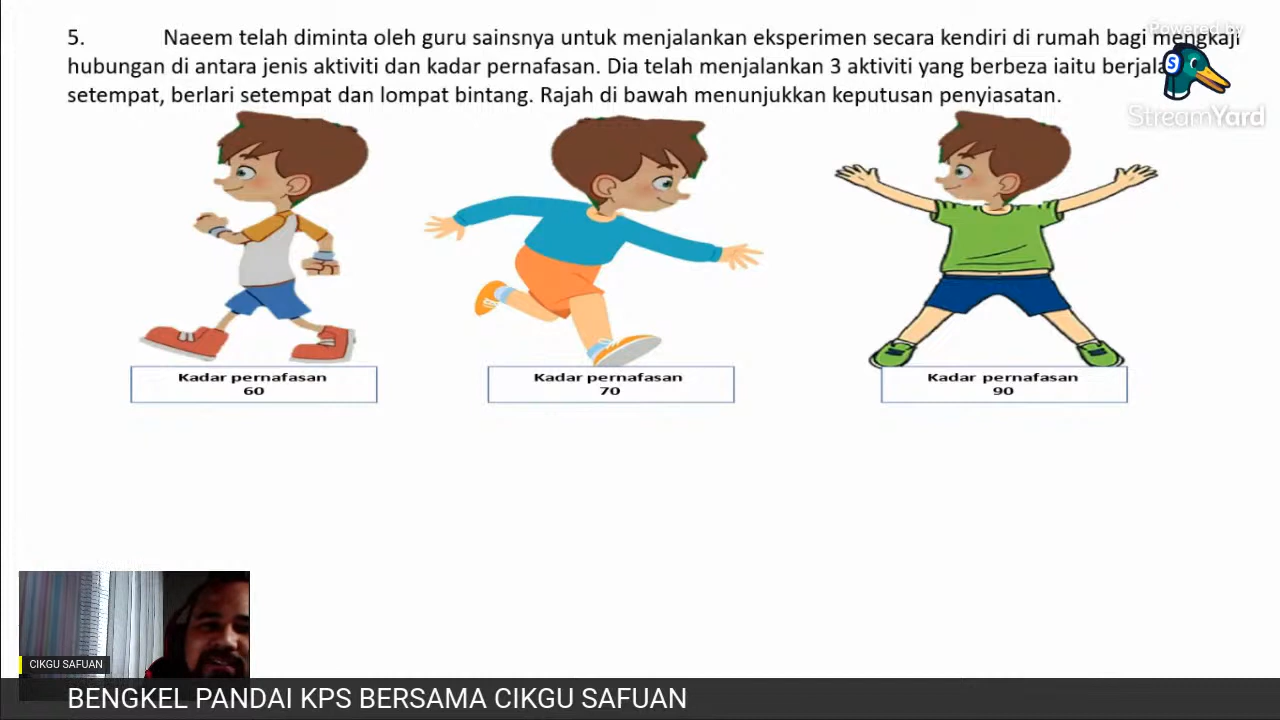 5. Naeem telah diminta oleh guru sainsnya untuk menjalankan eksperimen secara kendiri di rumah bagi mengkaji
hubungan di antara jenis aktiviti dan kadar pernafasan. Dia telah menjalankan 3 aktiviti yang berbeza iaitu
setempat, berlari setempat dan lompat bintang. Rajah di bawah menunjukkan keputusan penyiasatan.
Powered by
StreamYard
Kadar pernafasan
60
Kadar pernafasan
70
Kadar pernafasan
90
CIKGU SAFUAN
BENGKEL PANDAI KPS BERSAMA CIKGU SAFUAN